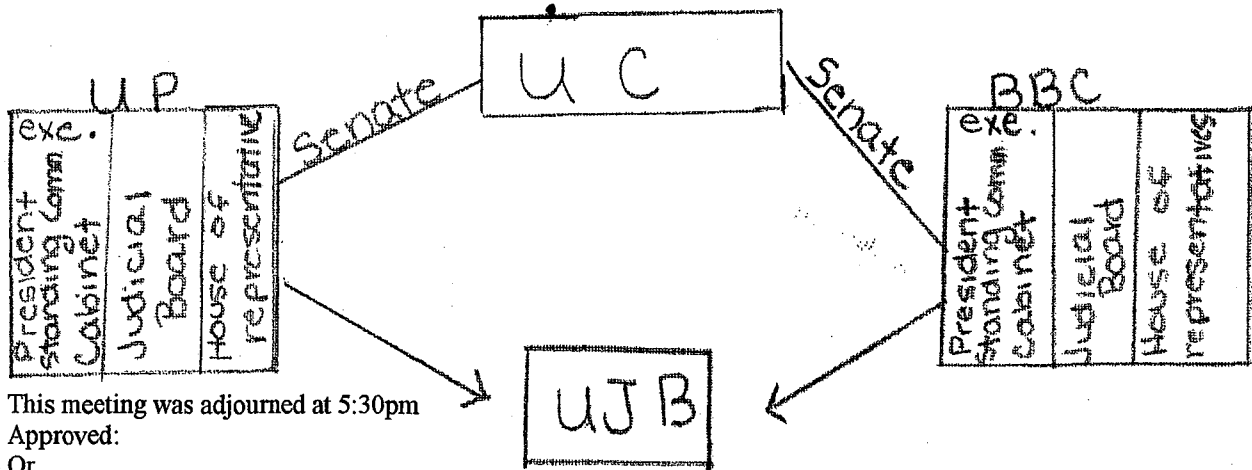 UP
exe.
President
standing Comm
Cabinet
Judicial
Board
House of
representative
Senate
U C
Senate
BBC
exe.
President
standing Comm
cabinet
Judicial
Board
House of
representatives
UJB
This meeting was adjourned at 5:30pm
Approved:
Or